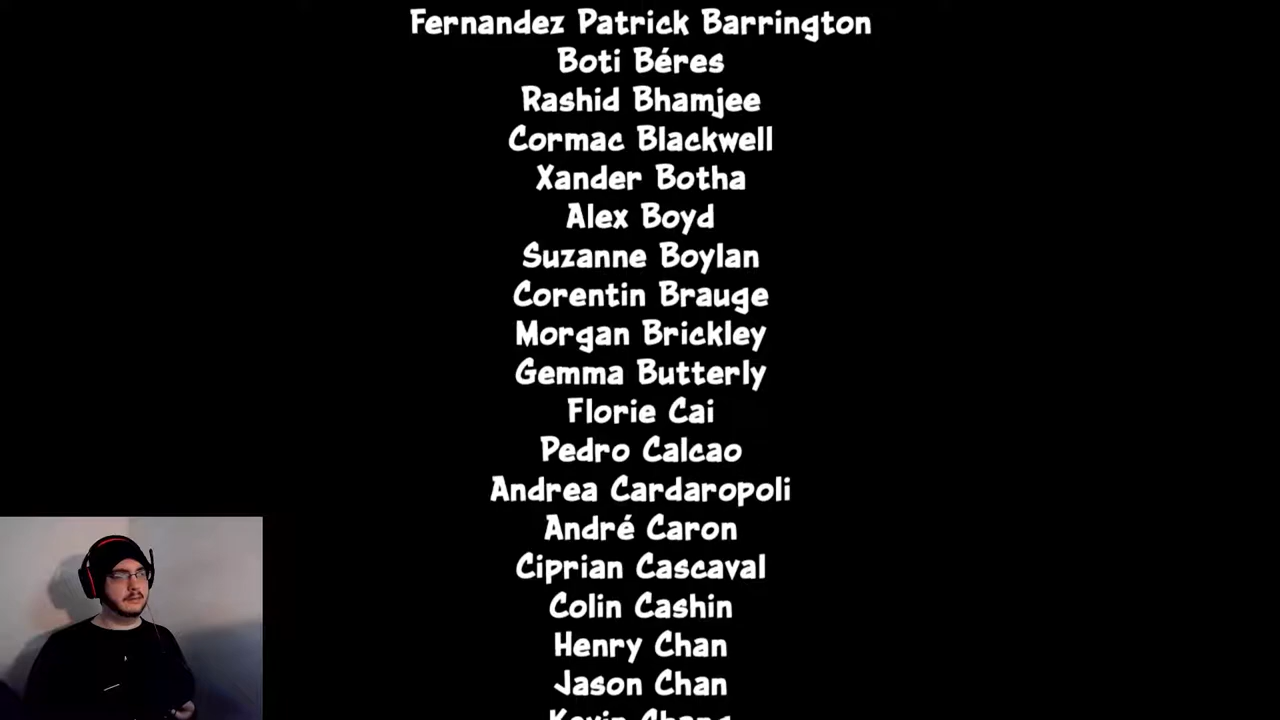 Fernandez Patrick Barrington
Boti Béres
Rashid Bhamjee
Cormac Blackwell
Xander Botha
Alex Boyd
Suzanne Boylan
Corentin Brauge
Morgan Brickley
Gemma Butterly
Florie Cai
Pedro Calcao
Andrea Cardaropoli
André Caron
Ciprian Cascaval
Colin Cashin
Henry Chan
Jason Chan